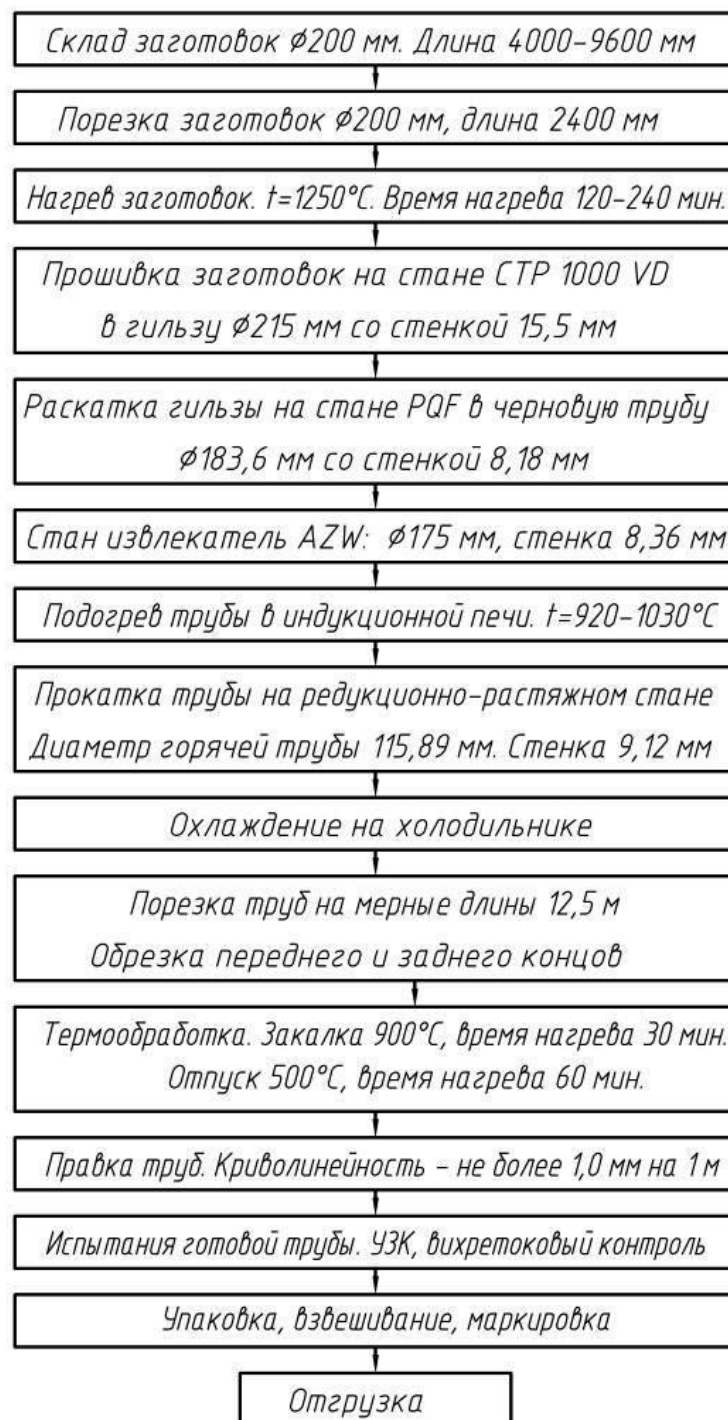 Склад заготовок ⌀200 мм. Длина 4000-9600 мм
Порезка заготовок ⌀200 мм, длина 2400 мм
Нагрев заготовок. t=1250°C. Время нагрева 120-240 мин.
Прошивка заготовок на стане CTP 1000 VD
в гильзу ⌀215 мм со стенкой 15,5 мм
Раскатка гильзы на стане PQF в черновую трубу
⌀183,6 мм со стенкой 8,18 мм
Стан извлекатель AZW: ⌀175 мм, стенка 8,36 мм
Подогрев трубы в индукционной печи. t=920-1030°C
Прокатка трубы на редукционно-растяжном стане
Диаметр горячей трубы 115,89 мм. Стенка 9,12 мм
Охлаждение на холодильнике
Порезка труб на мерные длины 12,5 м
Обрезка переднего и заднего концов
Термообработка. Закалка 900°C, время нагрева 30 мин.
Отпуск 500°C, время нагрева 60 мин.
Правка труб. Криволинейность - не более 1,0 мм на 1 м
Испытания готовой трубы. УЗК, вихретоковый контроль
Упаковка, взвешивание, маркировка
Отгрузка